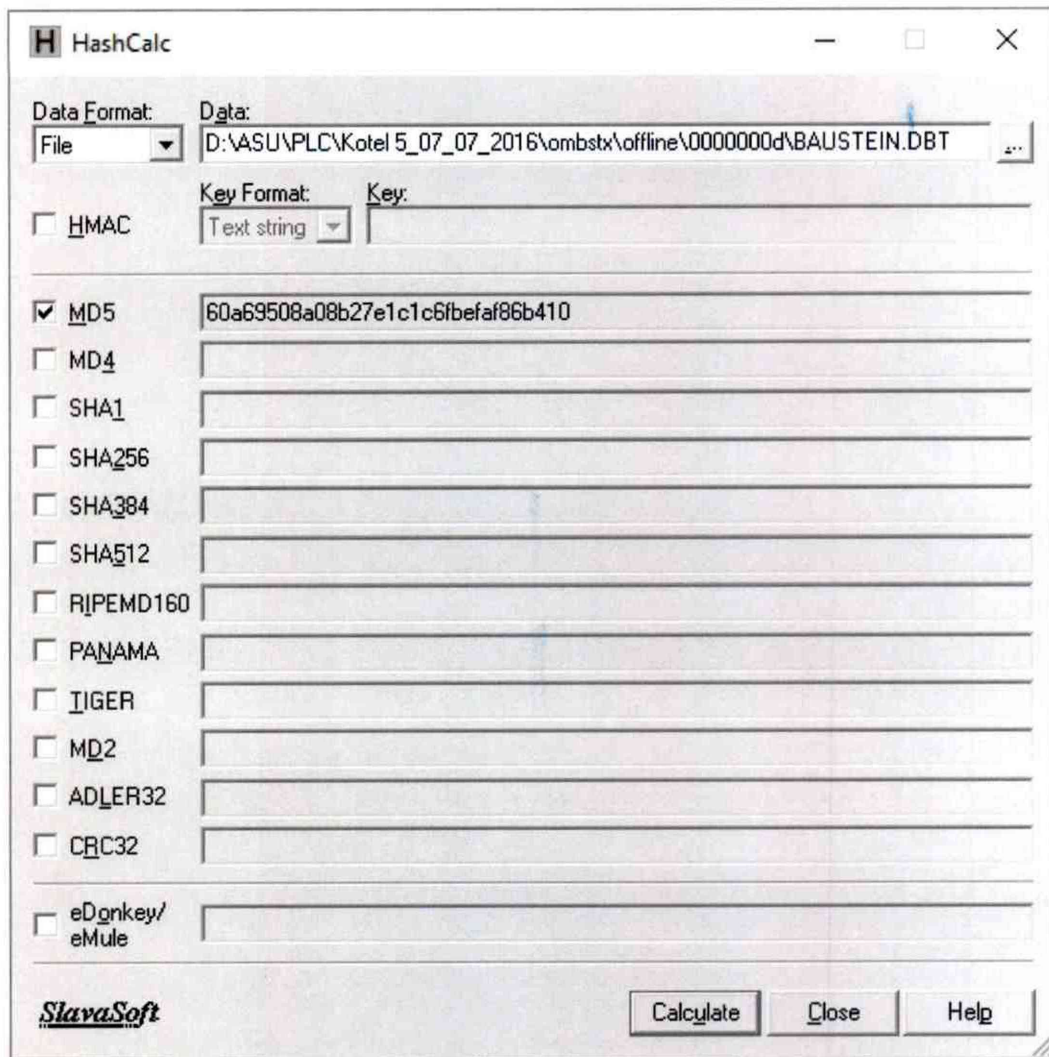 H HashCalc
Data Format: Data:
File D:\ASU\PLC\Kotel 5_07_07_2016\ombstx\offline\0000000d\BAUSTEIN.DBT ...
Key Format: Key:
HMAC Text string
MD5 60a69508a08b27e1c1c6fbefaf86b410
MD4
SHA1
SHA256
SHA384
SHA512
RIPEMD160
PANAMA
TIGER
MD2
ADLER32
CRC32
eDonkey/
eMule
SlavaSoft Calculate Close Help